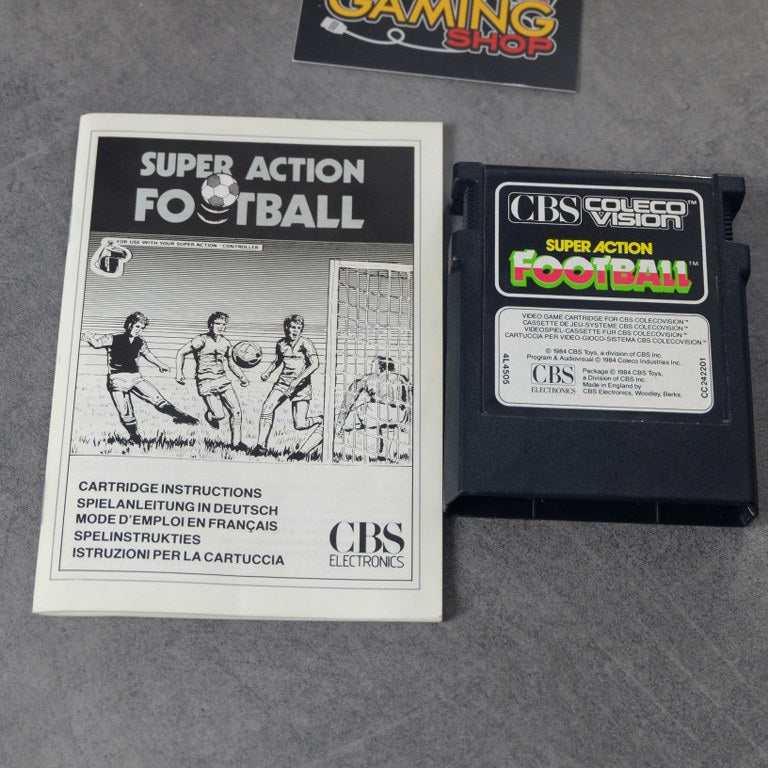 GAMING
SHOP
SUPER ACTION
FOOTBALL
FOR USE WITH YOUR SUPER ACTION™ CONTROLLER
CARTRIDGE INSTRUCTIONS
SPIELANLEITUNG IN DEUTSCH
MODE D'EMPLOI EN FRANÇAIS
SPELINSTRUKTIES
ISTRUZIONI PER LA CARTUCCIA
CBS
ELECTRONICS
CBS COLECO VISION™
SUPER ACTION
FOOTBALL™
VIDEO GAME CARTRIDGE FOR CBS COLECOVISION™
CASSETTE DE JEU-SYSTÈME CBS COLECOVISION™
VIDEOSPIEL-CASSETTE FÜR CBS COLECOVISION™
CARTUCCIA PER VIDEO-GIOCO-SISTEMA CBS COLECOVISION™
© 1984 CBS Toys, a division of CBS Inc.
Program & Audiovisual © 1984 Coleco Industries Inc.
CBS
ELECTRONICS
Package © 1984 CBS Toys,
a Division of CBS Inc.
Made in England by
CBS Electronics, Woodley, Berks.
4L4505
CC242201